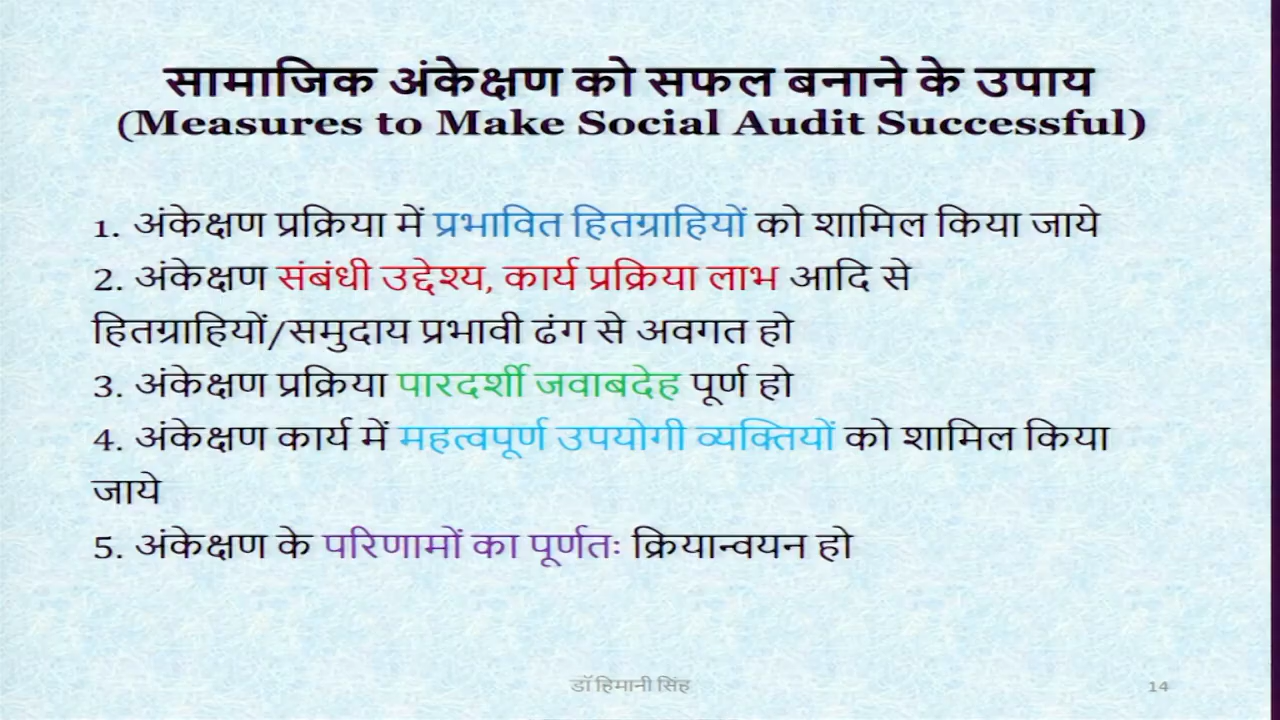 सामाजिक अंकेक्षण को सफल बनाने के उपाय
(Measures to Make Social Audit Successful)
1. अंकेक्षण प्रक्रिया में प्रभावित हितग्राहियों को शामिल किया जाये
2. अंकेक्षण संबंधी उद्देश्य, कार्य प्रक्रिया लाभ आदि से
हितग्राहियों/समुदाय प्रभावी ढंग से अवगत हो
3. अंकेक्षण प्रक्रिया पारदर्शी जवाबदेह पूर्ण हो
4. अंकेक्षण कार्य में महत्वपूर्ण उपयोगी व्यक्तियों को शामिल किया
जाये
5. अंकेक्षण के परिणामों का पूर्णतः क्रियान्वयन हो
डॉ हिमानी सिंह
14